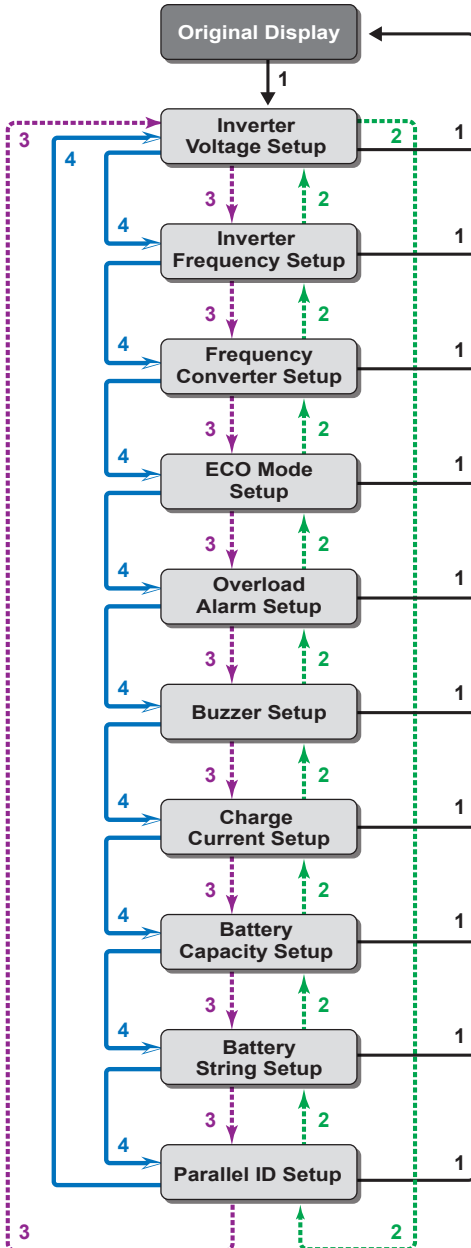 Original Display
1
3
4
Inverter
Voltage Setup
2
1
4
3
2
Inverter
Frequency Setup
1
3
2
4
Frequency
Converter Setup
1
3
2
4
ECO Mode
Setup
1
3
2
4
Overload
Alarm Setup
1
3
2
4
Buzzer Setup
1
3
2
4
Charge
Current Setup
1
3
2
4
Battery
Capacity Setup
1
3
2
4
Battery
String Setup
1
3
2
4
Parallel ID Setup
1
3
2